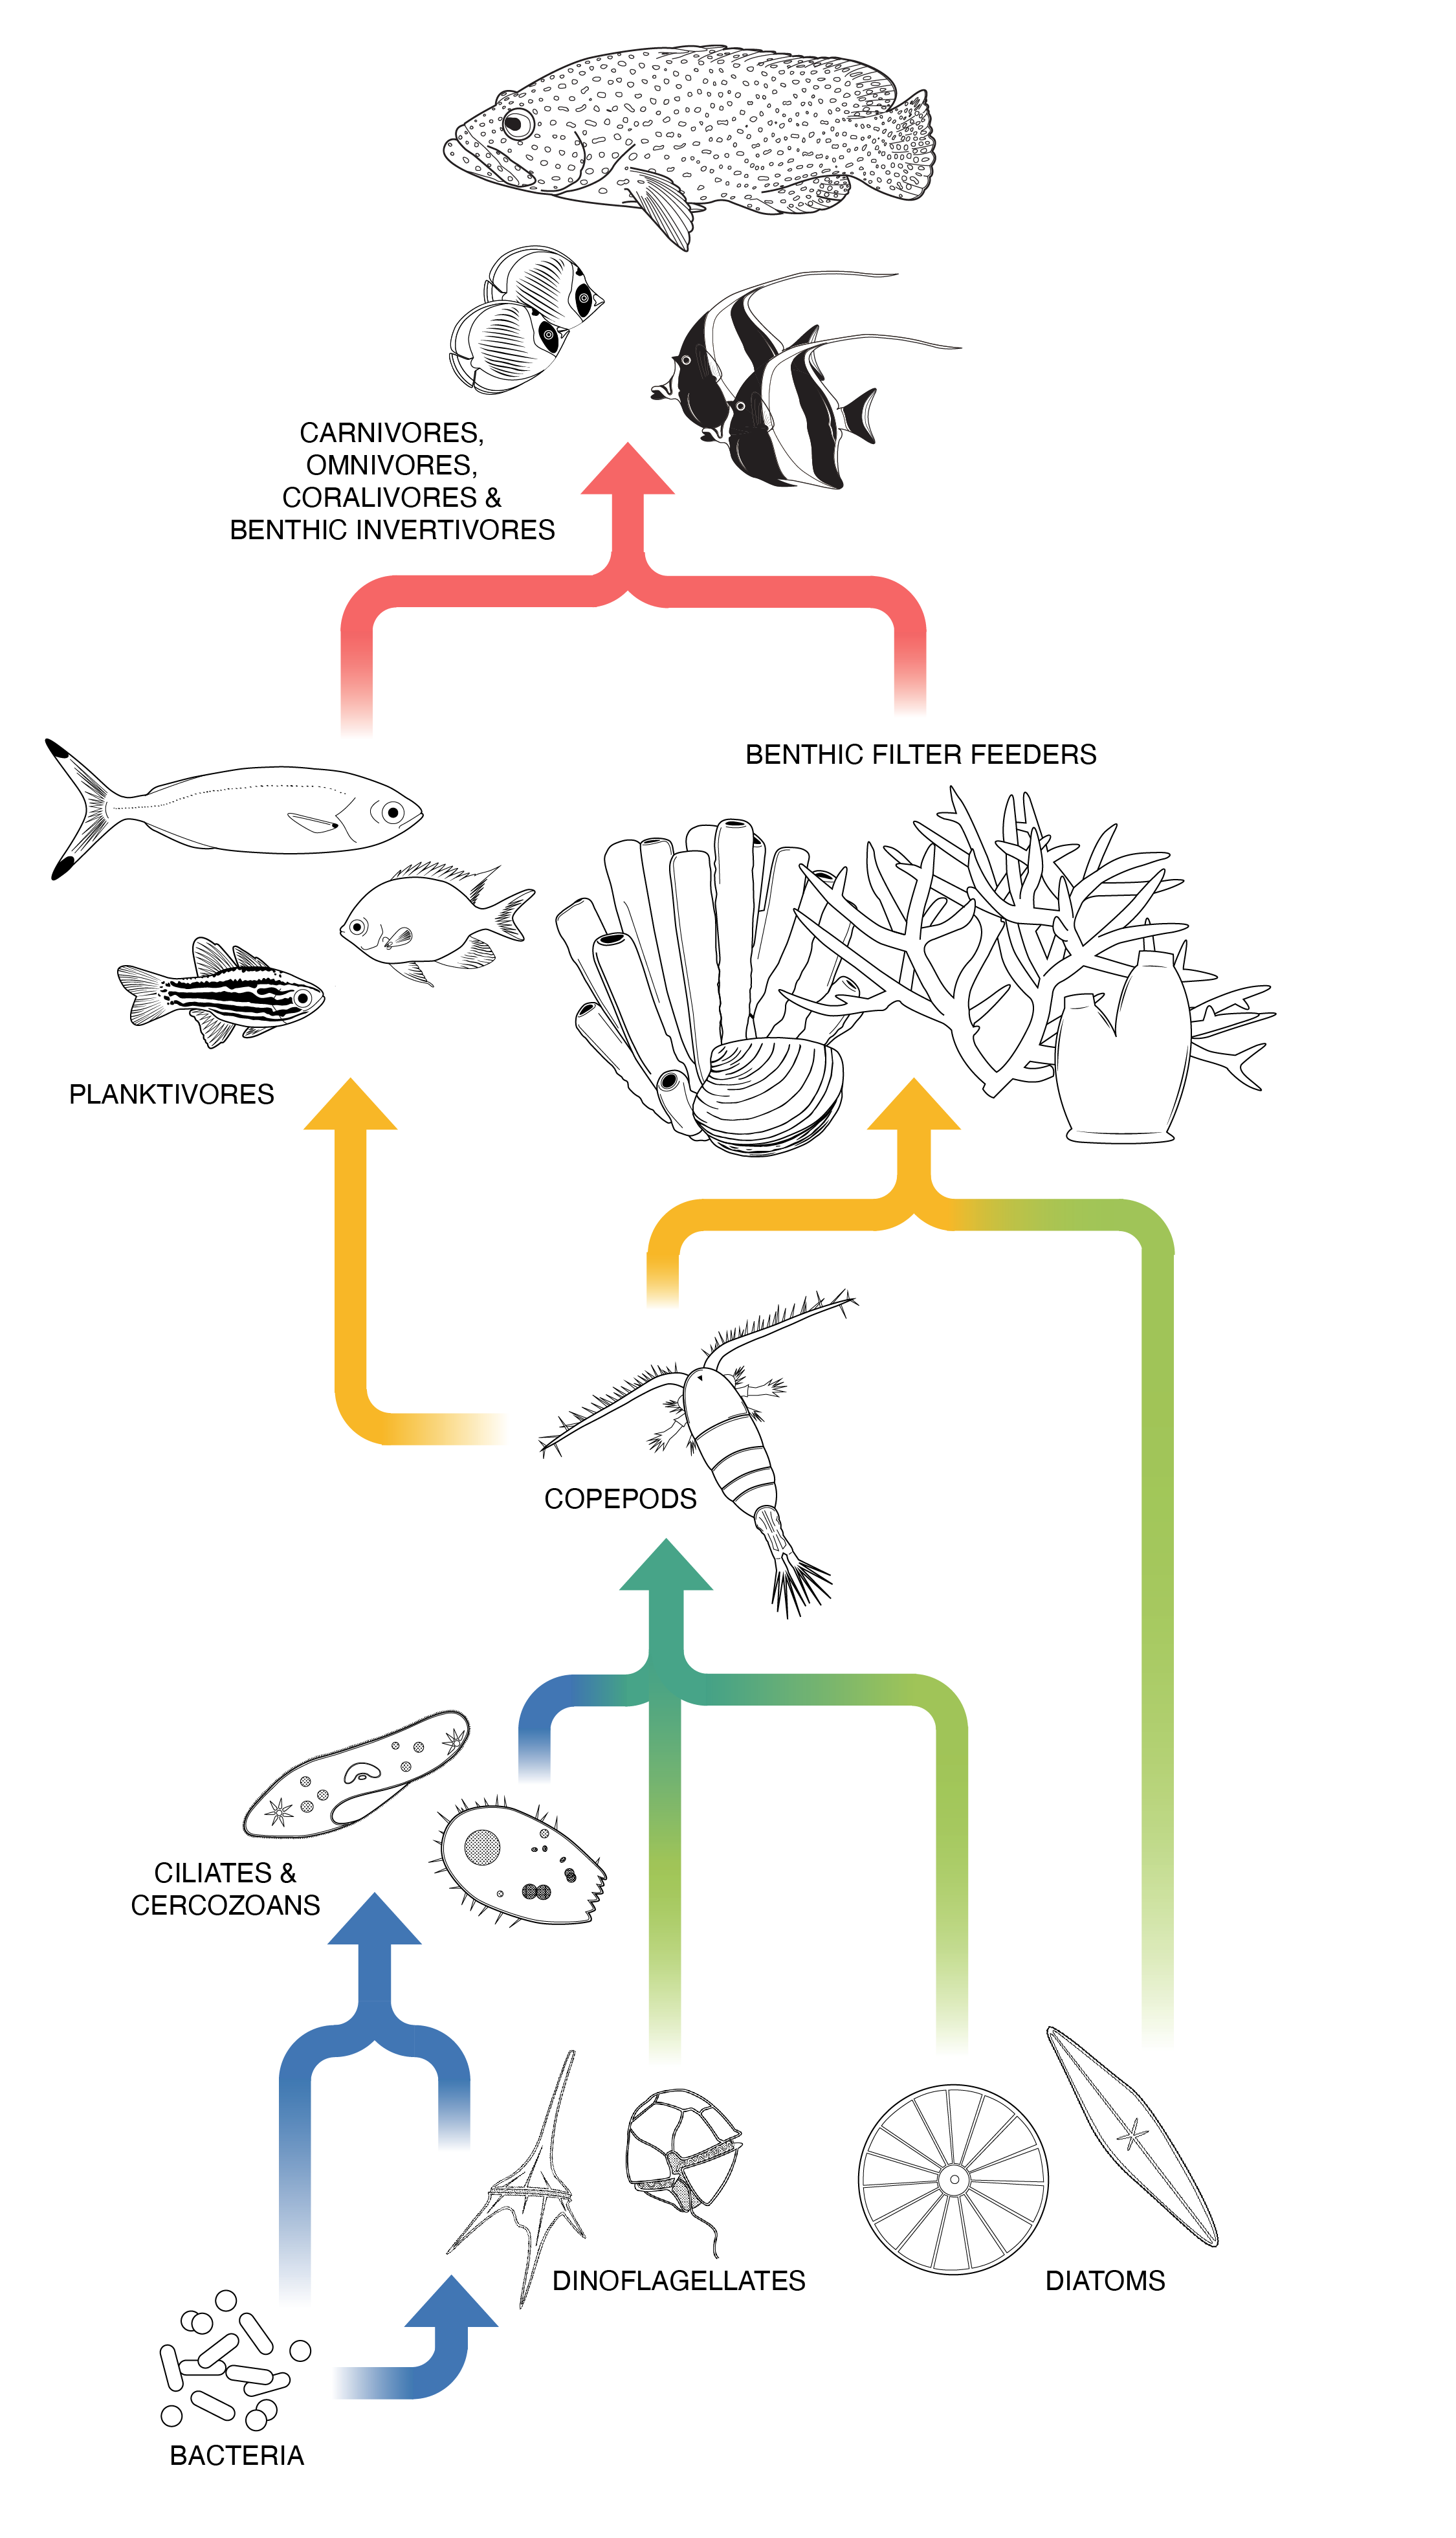 CARNIVORES,
OMNIVORES,
CORALIVORES &
BENTHIC INVERTIVORES
BENTHIC FILTER FEEDERS
PLANKTIVORES
COPEPODS
CILIATES &
CERCOZOANS
DINOFLAGELLATES
DIATOMS
BACTERIA